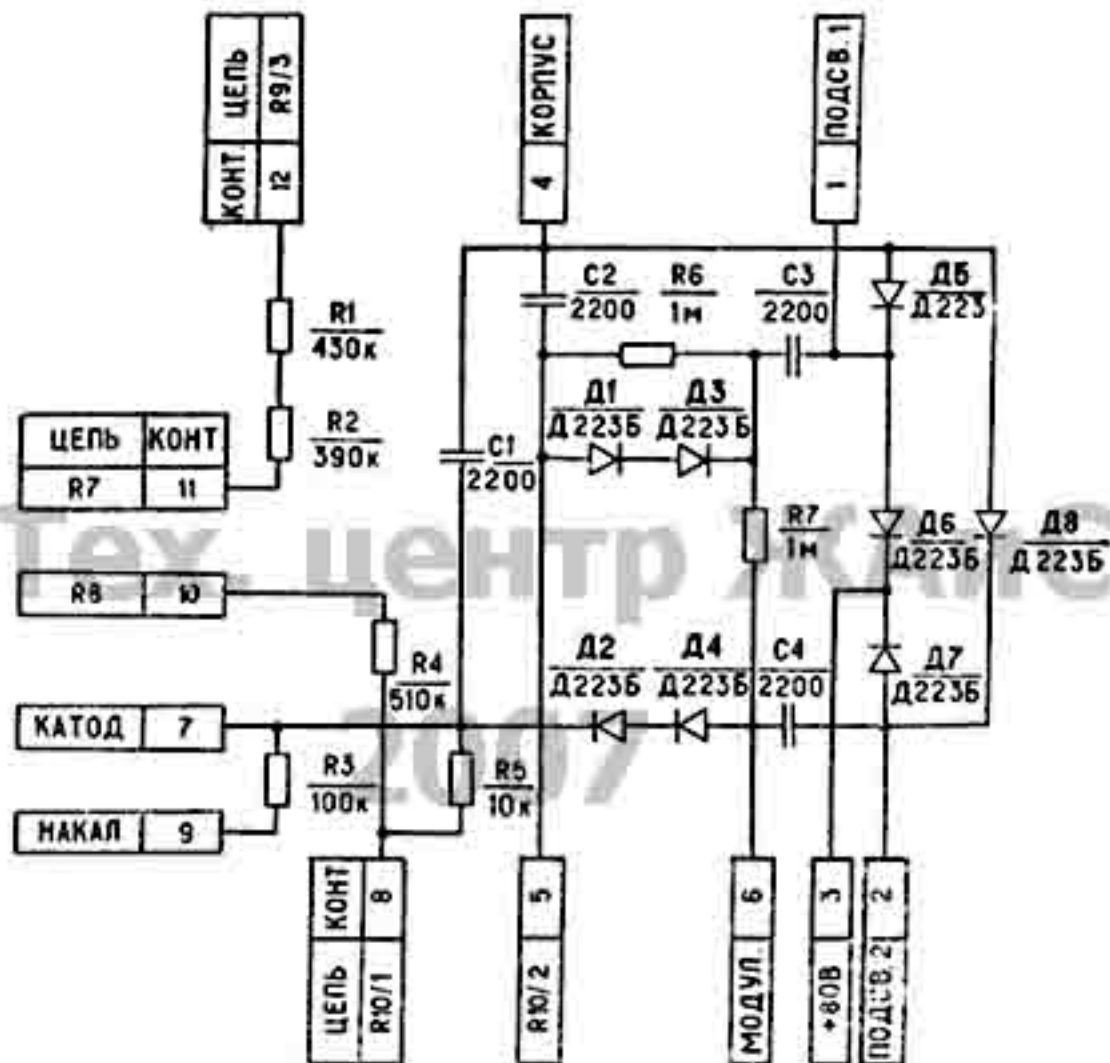 ЦЕПЬ R9/3
КОНТ. 12
КОРПУС
4
ПОДСВ.1
1
C2
2200
R6
1м
C3
2200
Д5
Д223
R1
430к
R2
390к
ЦЕПЬ КОНТ
R7 11
C1
2200
Д1
Д223Б
Д3
Д223Б
R7
1м
Д6
Д223Б
Д8
Д223Б
Тех. центр ЖАиС
R8 10
R4
510к
Д2
Д223Б
Д4
Д223Б
C4
2200
Д7
Д223Б
КАТОД 7
2007
R3
100к
R5
10к
НАКАЛ 9
КОНТ 8
ЦЕПЬ R10/1
5
R10/2
6
МОДУЛ.
3
+80В
2
ПОДСВ.2